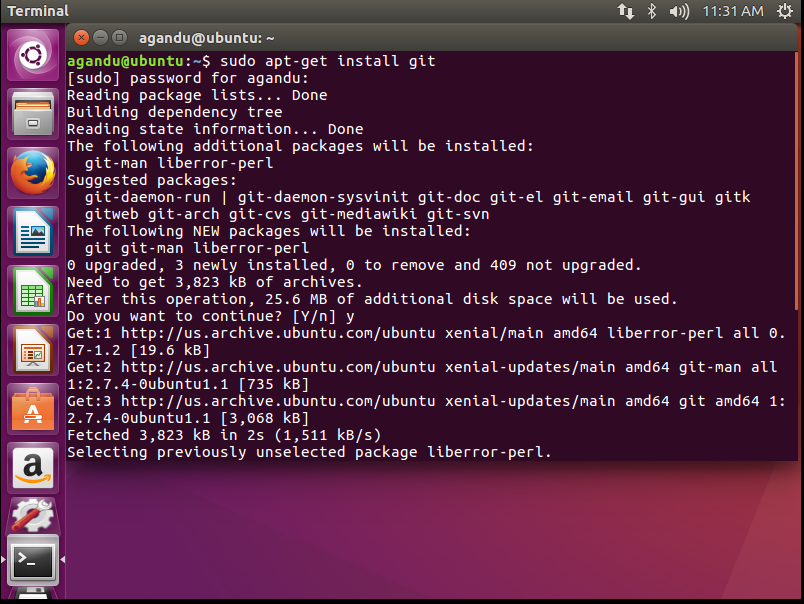 Terminal
11:31 AM
agandu@ubuntu: ~
agandu@ubuntu:~$ sudo apt-get install git
[sudo] password for agandu:
Reading package lists... Done
Building dependency tree
Reading state information... Done
The following additional packages will be installed:
git-man liberror-perl
Suggested packages:
git-daemon-run | git-daemon-sysvinit git-doc git-el git-email git-gui gitk
gitweb git-arch git-cvs git-mediawiki git-svn
The following NEW packages will be installed:
git git-man liberror-perl
0 upgraded, 3 newly installed, 0 to remove and 409 not upgraded.
Need to get 3,823 kB of archives.
After this operation, 25.6 MB of additional disk space will be used.
Do you want to continue? [Y/n] y
Get:1 http://us.archive.ubuntu.com/ubuntu xenial/main amd64 liberror-perl all 0.
17-1.2 [19.6 kB]
Get:2 http://us.archive.ubuntu.com/ubuntu xenial-updates/main amd64 git-man all
1:2.7.4-0ubuntu1.1 [735 kB]
Get:3 http://us.archive.ubuntu.com/ubuntu xenial-updates/main amd64 git amd64 1:
2.7.4-0ubuntu1.1 [3,068 kB]
Fetched 3,823 kB in 2s (1,511 kB/s)
Selecting previously unselected package liberror-perl.